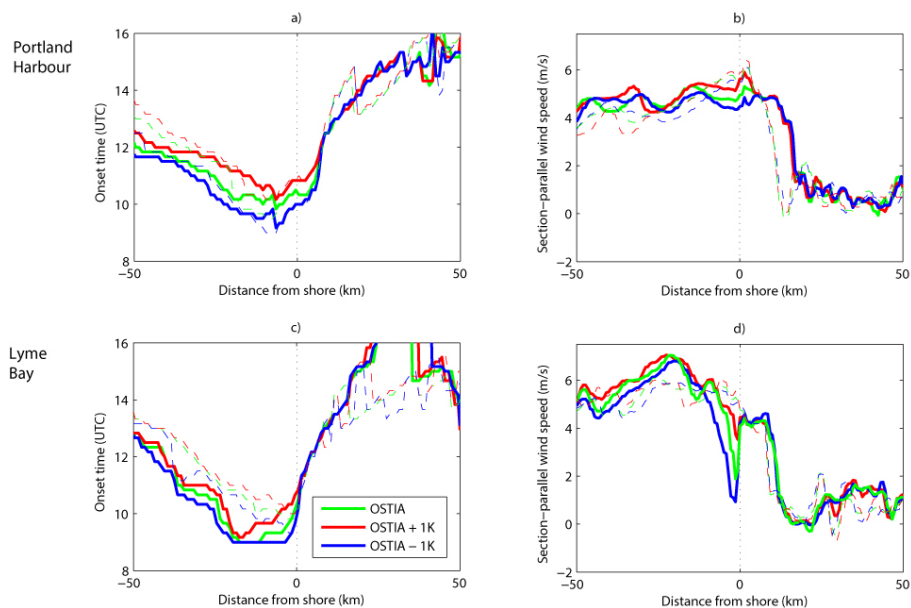 Portland
Harbour
a)
16
14
12
10
8
Onset time (UTC)
−50
0
50
Distance from shore (km)
b)
6
4
2
0
−2
Section−parallel wind speed (m/s)
−50
0
50
Distance from shore (km)
Lyme
Bay
c)
16
14
12
10
8
Onset time (UTC)
OSTIA
OSTIA + 1K
OSTIA − 1K
−50
0
50
Distance from shore (km)
d)
6
4
2
0
−2
Section−parallel wind speed (m/s)
−50
0
50
Distance from shore (km)